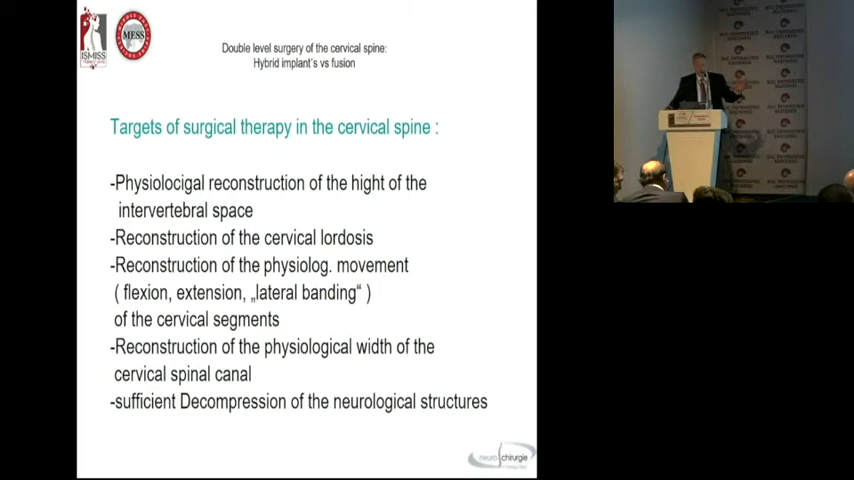 ISMISS
MESS
Double level surgery of the cervical spine:
Hybrid implant's vs fusion
Targets of surgical therapy in the cervical spine :
-Physiolocigal reconstruction of the hight of the
intervertebral space
-Reconstruction of the cervical lordosis
-Reconstruction of the physiolog. movement
( flexion, extension, „lateral banding“ )
of the cervical segments
-Reconstruction of the physiological width of the
cervical spinal canal
-sufficient Decompression of the neurological structures
neuro chirurgie